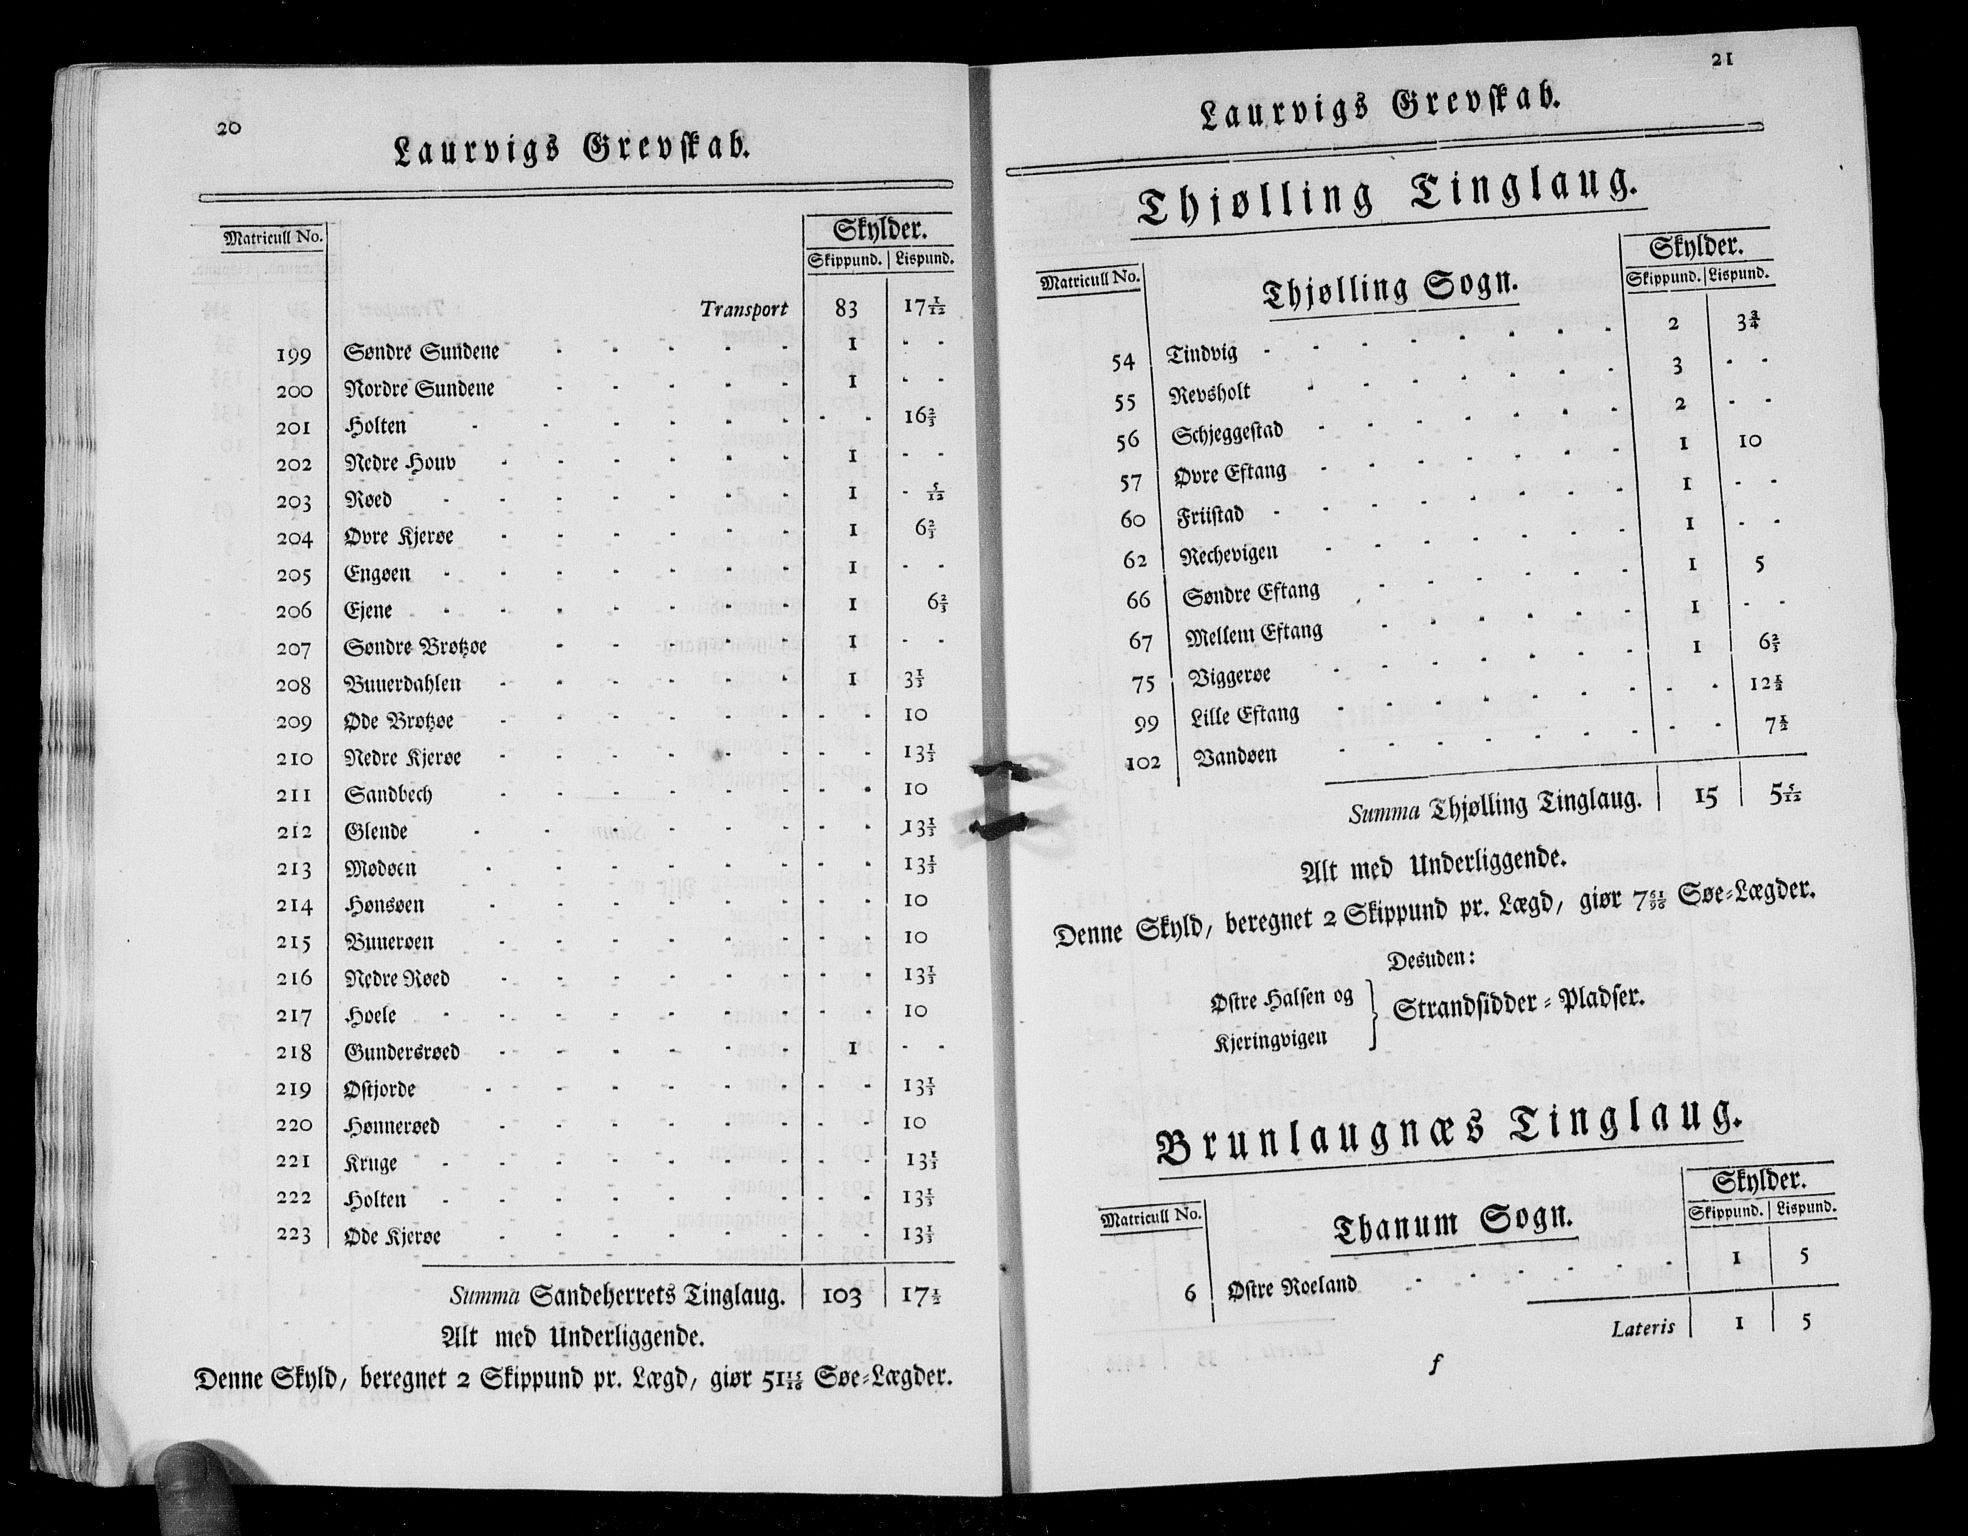 20
Laurvigs Grevskab.
Matricull No. Skylder.
Skippund. Lispund.
Transport 83 17 1/12
199 Søndre Sundene - - - - - 1 - -
200 Nordre Sundene - - - - - 1 - -
201 Holten - - - - - - - - 16 2/3
202 Nedre Houv - - - - - - 1 - -
203 Røed - - - - - - - 1 - 5/12
204 Øvre Kjerøe - - - - - - 1 6 2/3
205 Engøen - - - - - - - 1 - -
206 Ejene - - - - - - - 1 6 2/3
207 Søndre Brøtzøe - - - - - 1 - -
208 Buuerdahlen - - - - - - 1 3 1/3
209 Øde Brøtzøe - - - - - - - - 10
210 Nedre Kjerøe - - - - - - - - 13 1/3
211 Sandbech - - - - - - - - 10
212 Glende - - - - - - - - 13 1/3
213 Modøen - - - - - - - - 13 1/3
214 Hønsøen - - - - - - - - 10
215 Buuerøen - - - - - - - - 10
216 Nedre Røed - - - - - - - - 13 1/3
217 Hoele - - - - - - - - - 10
218 Gundersrøed - - - - - - 1 - -
219 Østjorde - - - - - - - - 13 1/3
220 Hønnerøed - - - - - - - - 10
221 Kruge - - - - - - - - - 13 1/3
222 Holten - - - - - - - - - 13 1/3
223 Øde Kjerøe - - - - - - - - 13 1/3
Summa Sandeherrets Tinglaug. 103 17 1/2
Alt med Underliggende.
Denne Skyld, beregnet 2 Skippund pr. Lægd, giør 51 15/16 Søe-Lægder.
21
Laurvigs Grevskab.
Thjølling Tinglaug.
Matricull No. Thjølling Sogn. Skylder.
Skippund. Lispund.
54 Tindvig - - - - - - - - 2 3 3/4
55 Revsholt - - - - - - - 3 - -
56 Schjeggestad - - - - - - 2 - -
57 Øvre Eftang - - - - - - 1 10
60 Friistad - - - - - - - 1 - -
62 Rechevigen - - - - - - 1 - -
66 Søndre Eftang - - - - - 1 5
67 Mellem Eftang - - - - - 1 - -
75 Viggerøe - - - - - - 1 6 2/3
99 Lille Eftang - - - - - - - - 12 1/2
102 Vandøen - - - - - - - - 7 1/2
Summa Thjølling Tinglaug. 15 5 5/12
Alt med Underliggende.
Denne Skyld, beregnet 2 Skippund pr. Lægd, giør 7 61/96 Søe-Lægder.
Desuden:
Østre Halsen og
Kjeringvigen } Strandsidder-Pladser.
Brunlaugnæs Tinglaug.
Matricull No. Thanum Sogn. Skylder.
Skippund. Lispund.
6 Østre Roeland - - - - - - 1 5
Lateris 1 5
f